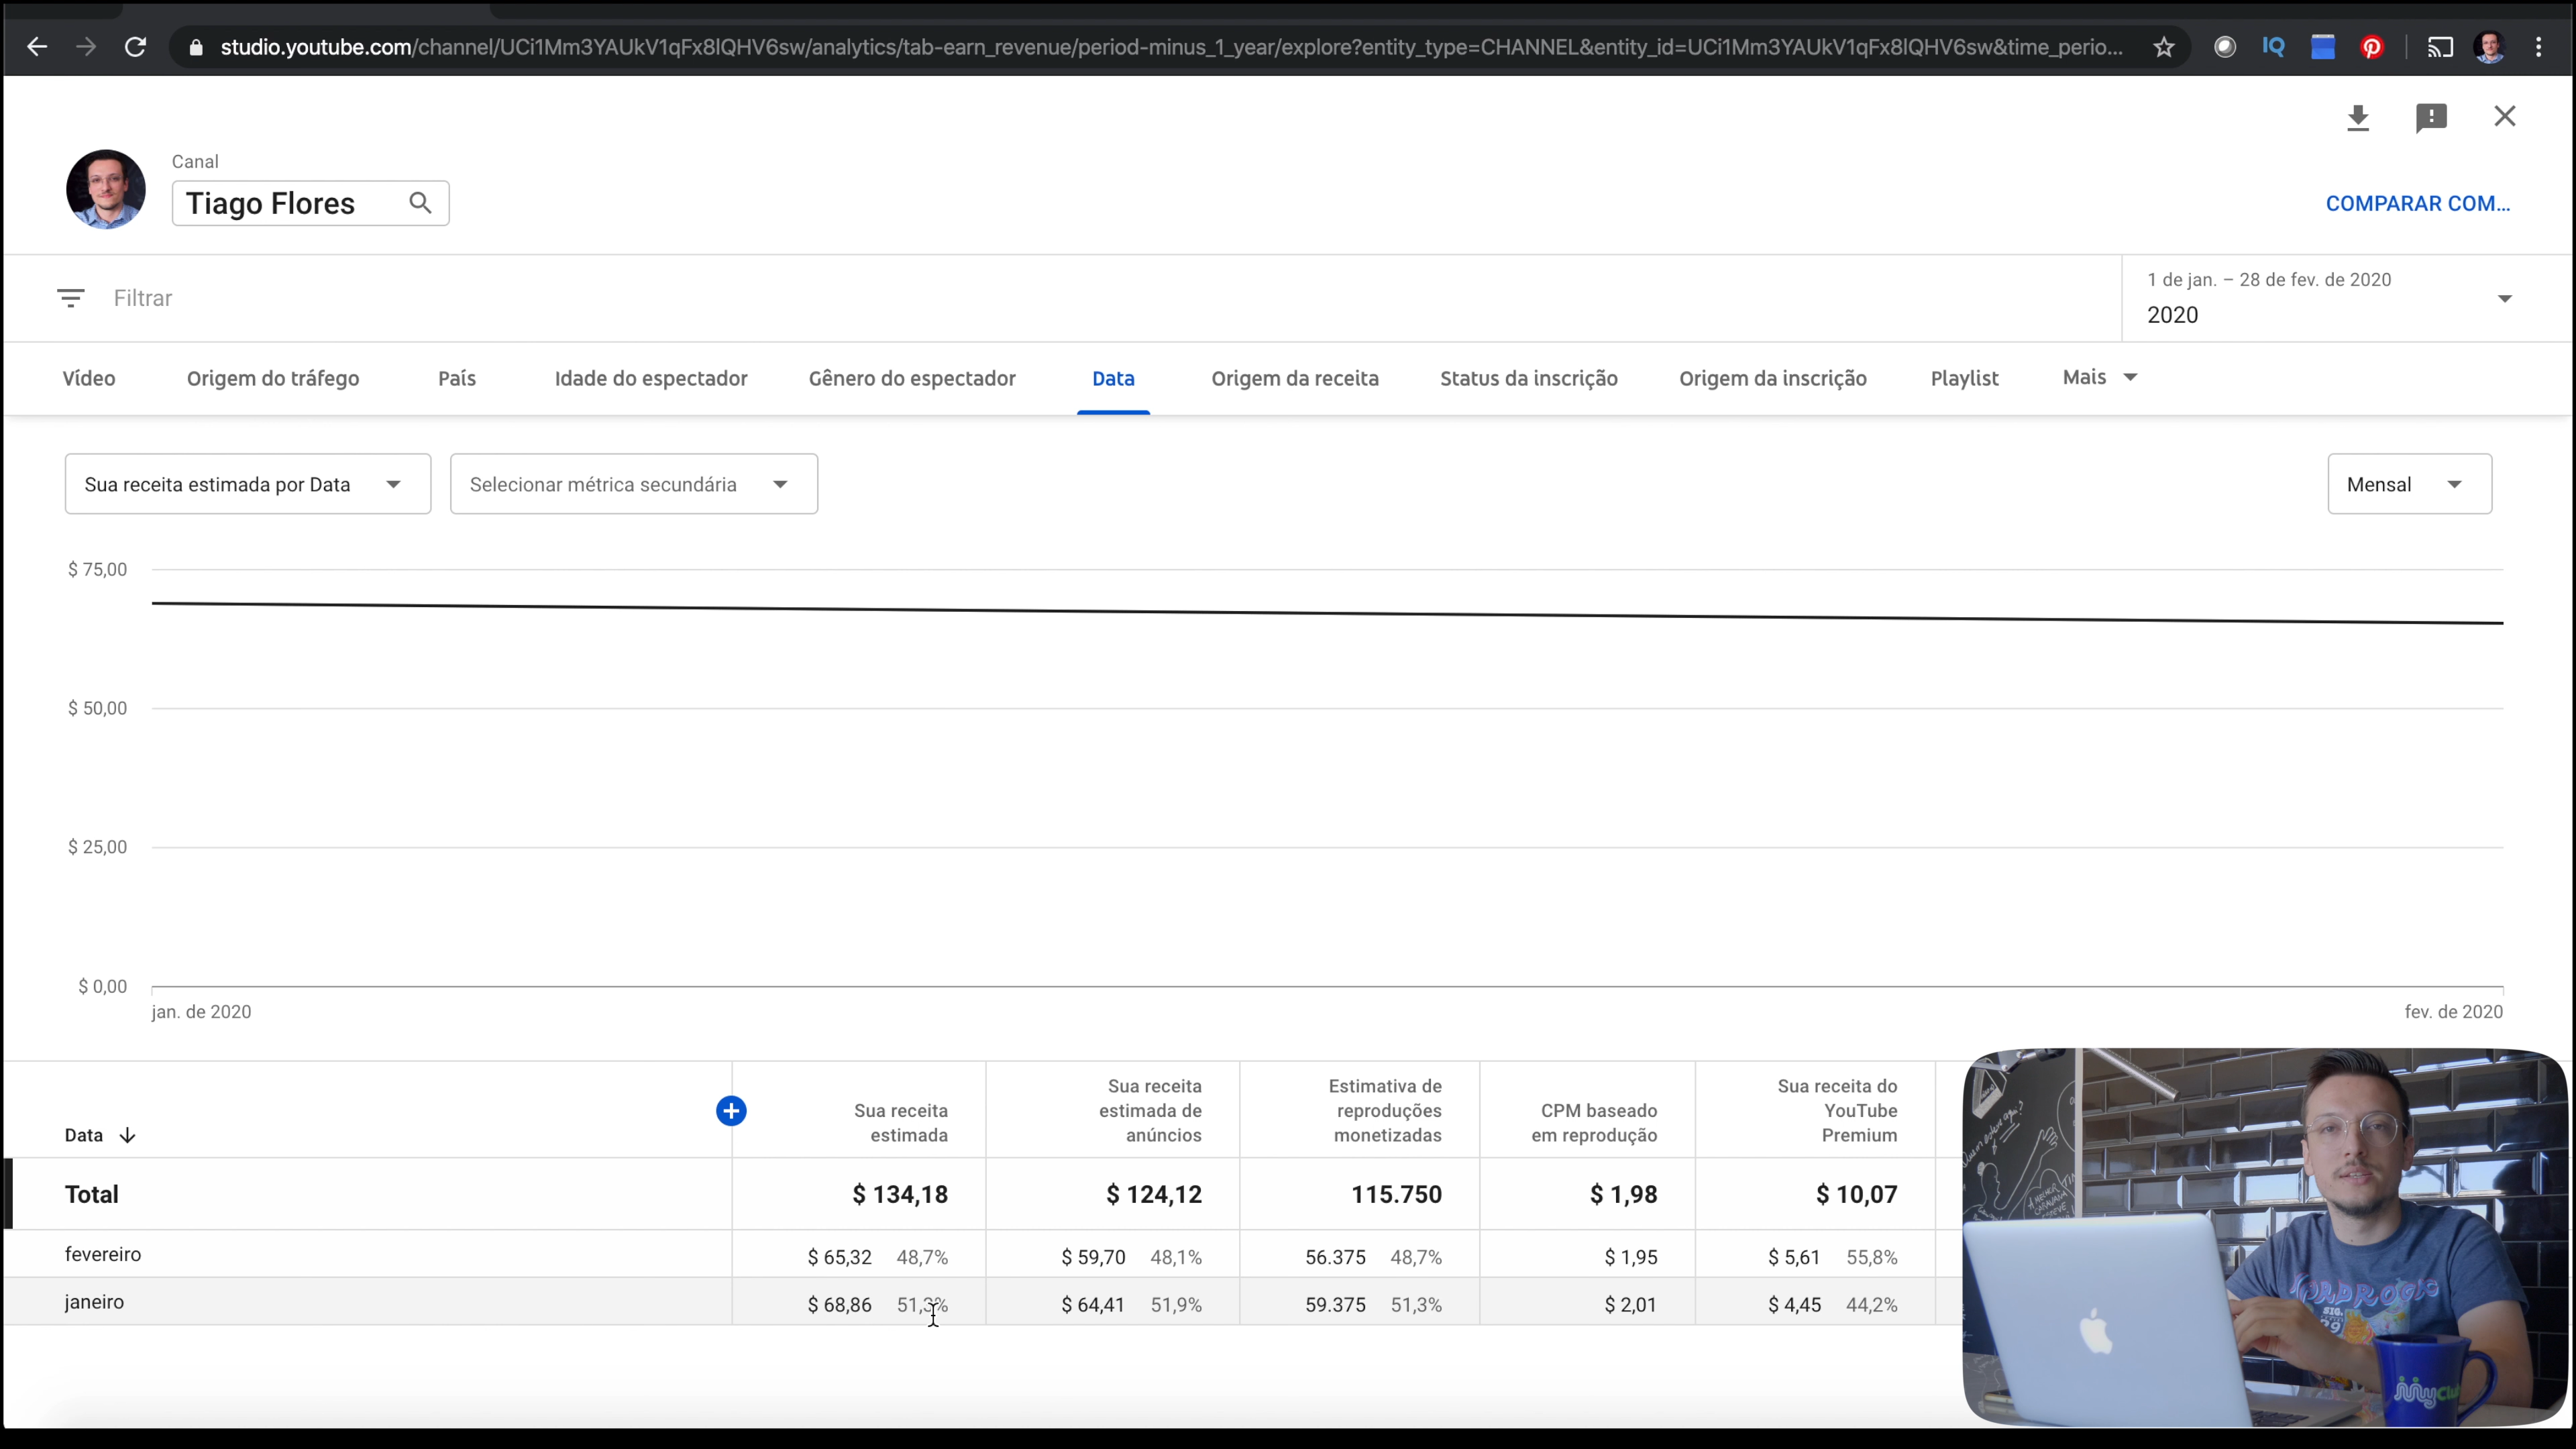 studio.youtube.com/channel/UCi1Mm3YAUkV1qFx8lQHV6sw/analytics/tab-earn_revenue/period-minus_1_year/explore?entity_type=CHANNEL&entity_id=UCi1Mm3YAUkV1qFx8lQHV6sw&time_perio...
IQ
Canal
Tiago Flores
COMPARAR COM...
Filtrar
1 de jan. – 28 de fev. de 2020
2020
Vídeo Origem do tráfego País Idade do espectador Gênero do espectador Data Origem da receita Status da inscrição Origem da inscrição Playlist Mais
Sua receita estimada por Data Selecionar métrica secundária Mensal
$ 75,00
$ 50,00
$ 25,00
$ 0,00
jan. de 2020 fev. de 2020
Data
Sua receita
estimada
Sua receita
estimada de
anúncios
Estimativa de
reproduções
monetizadas
CPM baseado
em reprodução
Sua receita do
YouTube
Premium
Total $ 134,18 $ 124,12 115.750 $ 1,98 $ 10,07
fevereiro $ 65,32 48,7% $ 59,70 48,1% 56.375 48,7% $ 1,95 $ 5,61 55,8%
janeiro $ 68,86 51,3% $ 64,41 51,9% 59.375 51,3% $ 2,01 $ 4,45 44,2%